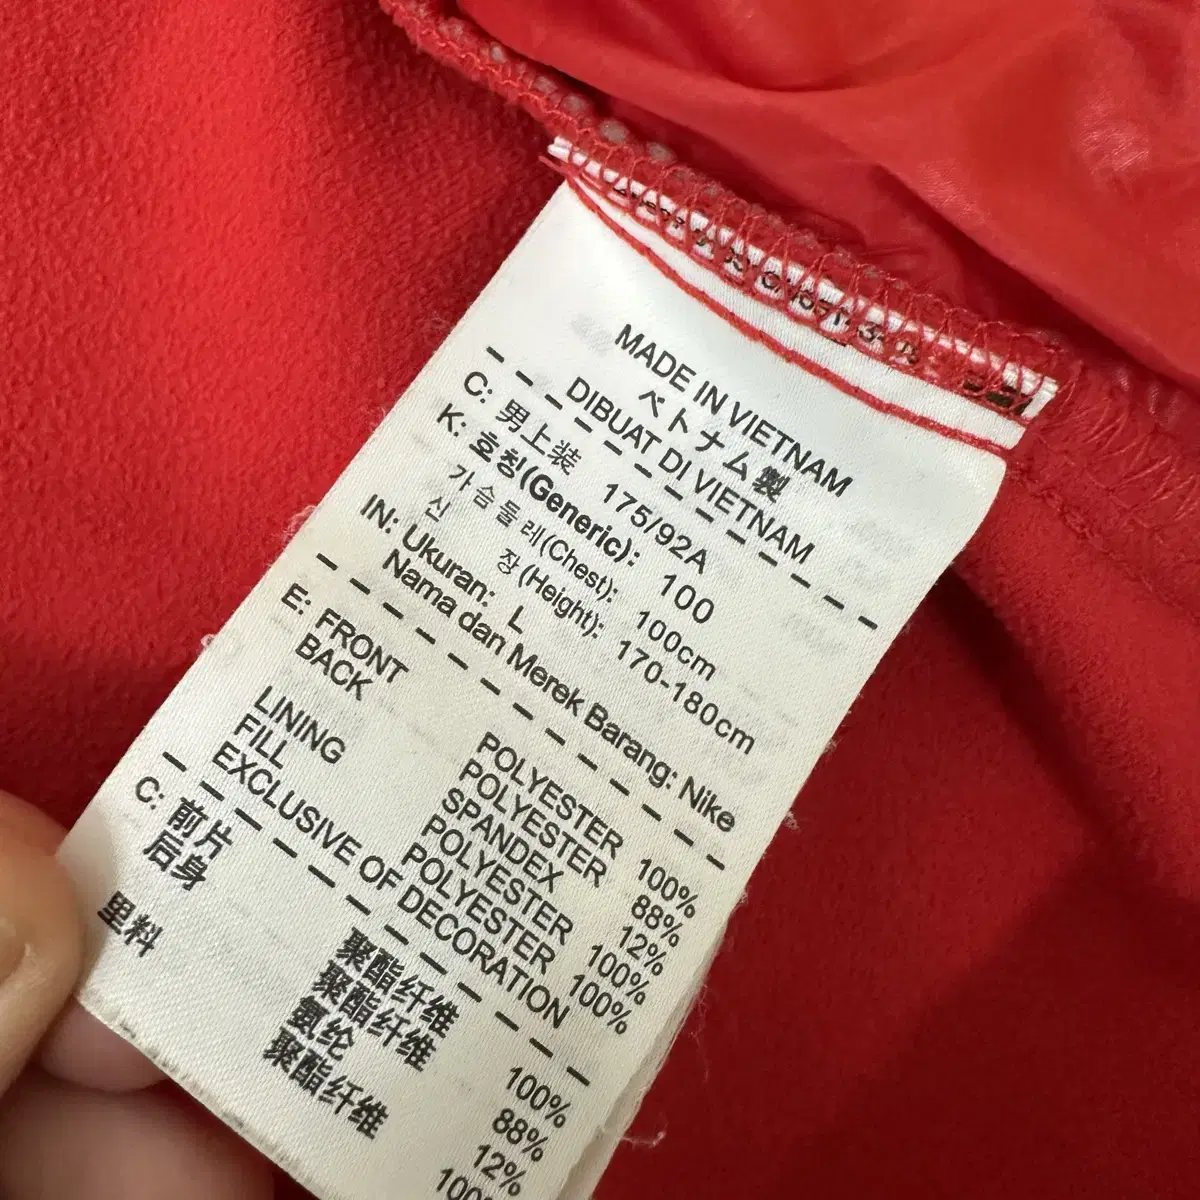 MADE IN VIETNAM
ベトナム製
DIBUAT DI VIETNAM
C: 男上装 175/92A
K: 호칭(Generic): 100
가슴둘레(Chest): 100cm
신 장 (Height): 170-180cm
IN: Ukuran: L
Nama dan Merek Barang: Nike
E: FRONT POLYESTER 100%
BACK POLYESTER 88%
SPANDEX 12%
LINING POLYESTER 100%
FILL POLYESTER 100%
EXCLUSIVE OF DECORATION
C: 前片 聚酯纤维 100%
后身 聚酯纤维 88%
氨纶 12%
里料 聚酯纤维 100%